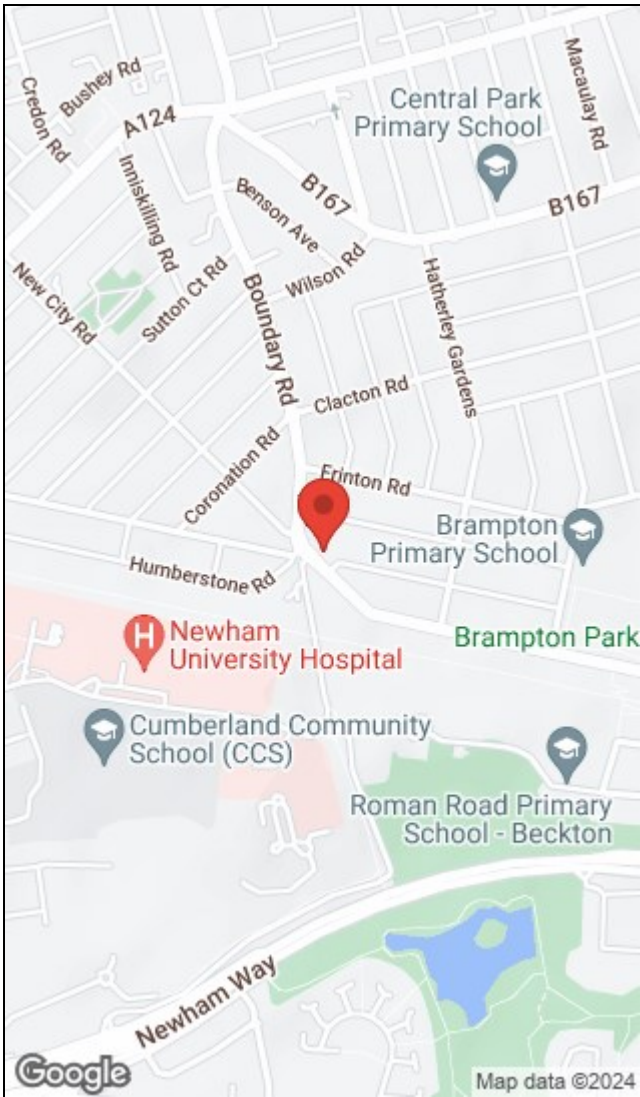 Bushey Rd
Credon Rd
A124
Central Park
Primary School
Macaulay Rd
Inniskilling Rd
Benson Ave
B167
B167
New City Rd
Sutton Ct Rd
Wilson Rd
Hatherley Gardens
Boundary Rd
Clacton Rd
Coronation Rd
Frinton Rd
Brampton
Primary School
Humberstone Rd
H
Newham
University Hospital
Brampton Park
Cumberland Community
School (CCS)
Roman Road Primary
School - Beckton
Newham Way
Google
Map data ©2024